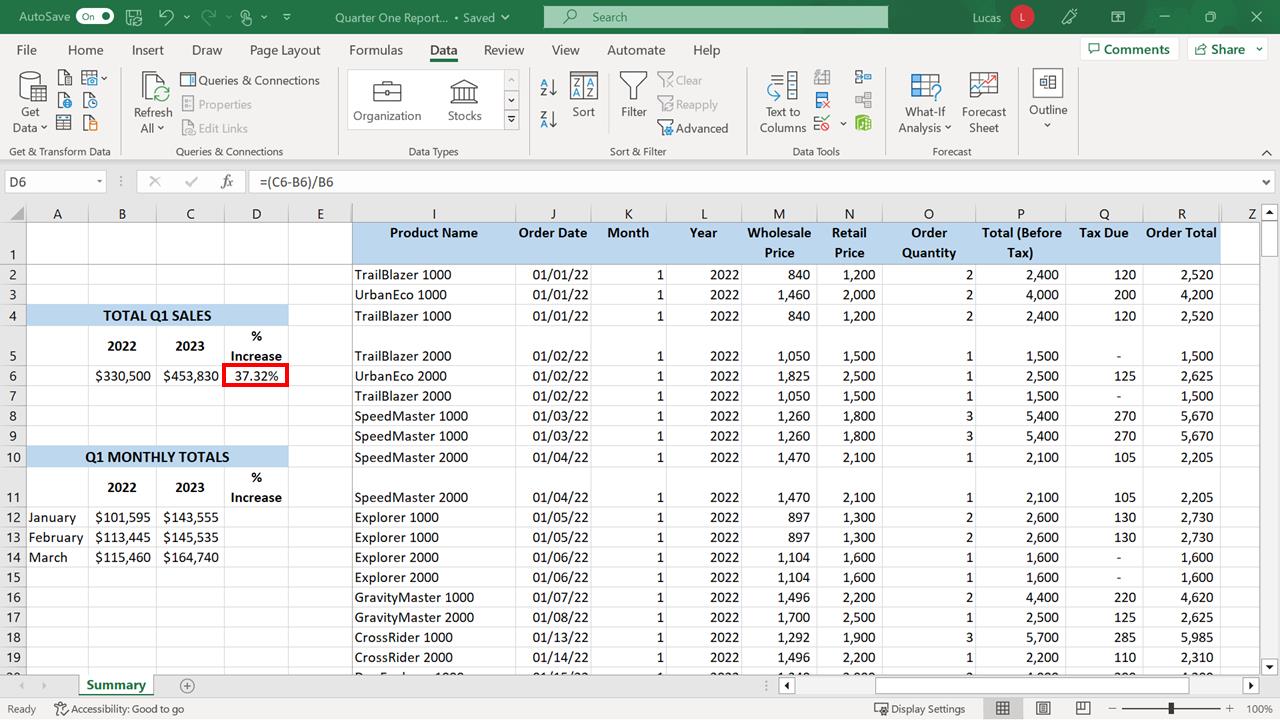 AutoSave On Quarter One Report... • Saved Search Lucas L
File Home Insert Draw Page Layout Formulas Data Review View Automate Help Comments Share
Get Data Refresh All Queries & Connections Properties Edit Links Organization Stocks Sort Filter Clear Reapply Advanced Text to Columns What-If Analysis Forecast Sheet Outline
Get & Transform Data Queries & Connections Data Types Sort & Filter Data Tools Forecast
D6 fx =(C6-B6)/B6
A B C D E I J K L M N O P Q R Z
1 Product Name Order Date Month Year Wholesale Price Retail Price Order Quantity Total (Before Tax) Tax Due Order Total
2 TrailBlazer 1000 01/01/22 1 2022 840 1,200 2 2,400 120 2,520
3 UrbanEco 1000 01/01/22 1 2022 1,460 2,000 2 4,000 200 4,200
4 TOTAL Q1 SALES TrailBlazer 1000 01/01/22 1 2022 840 1,200 2 2,400 120 2,520
5 2022 2023 % Increase TrailBlazer 2000 01/02/22 1 2022 1,050 1,500 1 1,500 - 1,500
6 $330,500 $453,830 37.32% UrbanEco 2000 01/02/22 1 2022 1,825 2,500 1 2,500 125 2,625
7 TrailBlazer 2000 01/02/22 1 2022 1,050 1,500 1 1,500 - 1,500
8 SpeedMaster 1000 01/03/22 1 2022 1,260 1,800 3 5,400 270 5,670
9 SpeedMaster 1000 01/03/22 1 2022 1,260 1,800 3 5,400 270 5,670
10 Q1 MONTHLY TOTALS SpeedMaster 2000 01/04/22 1 2022 1,470 2,100 1 2,100 105 2,205
11 2022 2023 % Increase SpeedMaster 2000 01/04/22 1 2022 1,470 2,100 1 2,100 105 2,205
12 January $101,595 $143,555 Explorer 1000 01/05/22 1 2022 897 1,300 2 2,600 130 2,730
13 February $113,445 $145,535 Explorer 1000 01/05/22 1 2022 897 1,300 2 2,600 130 2,730
14 March $115,460 $164,740 Explorer 2000 01/06/22 1 2022 1,104 1,600 1 1,600 - 1,600
15 Explorer 2000 01/06/22 1 2022 1,104 1,600 1 1,600 - 1,600
16 GravityMaster 1000 01/07/22 1 2022 1,496 2,200 2 4,400 220 4,620
17 GravityMaster 2000 01/08/22 1 2022 1,700 2,500 1 2,500 125 2,625
18 CrossRider 1000 01/13/22 1 2022 1,292 1,900 3 5,700 285 5,985
19 CrossRider 2000 01/14/22 1 2022 1,496 2,200 1 2,200 110 2,310
Summary
Ready Accessibility: Good to go Display Settings 100%